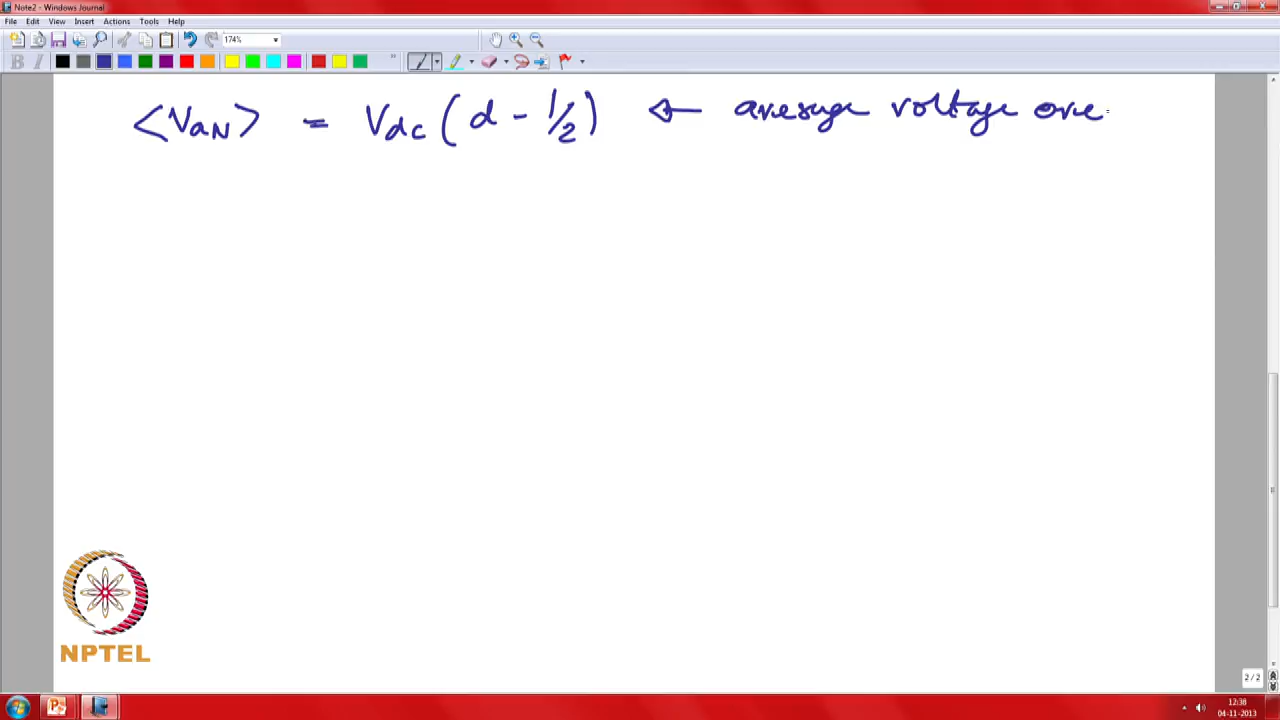 Note2 - Windows Journal
File Edit View Insert Actions Tools Help
174%
B I
<VaN> = Vdc (d - 1/2) ← average voltage ove
NPTEL
2 / 2
12:38
04-11-2013